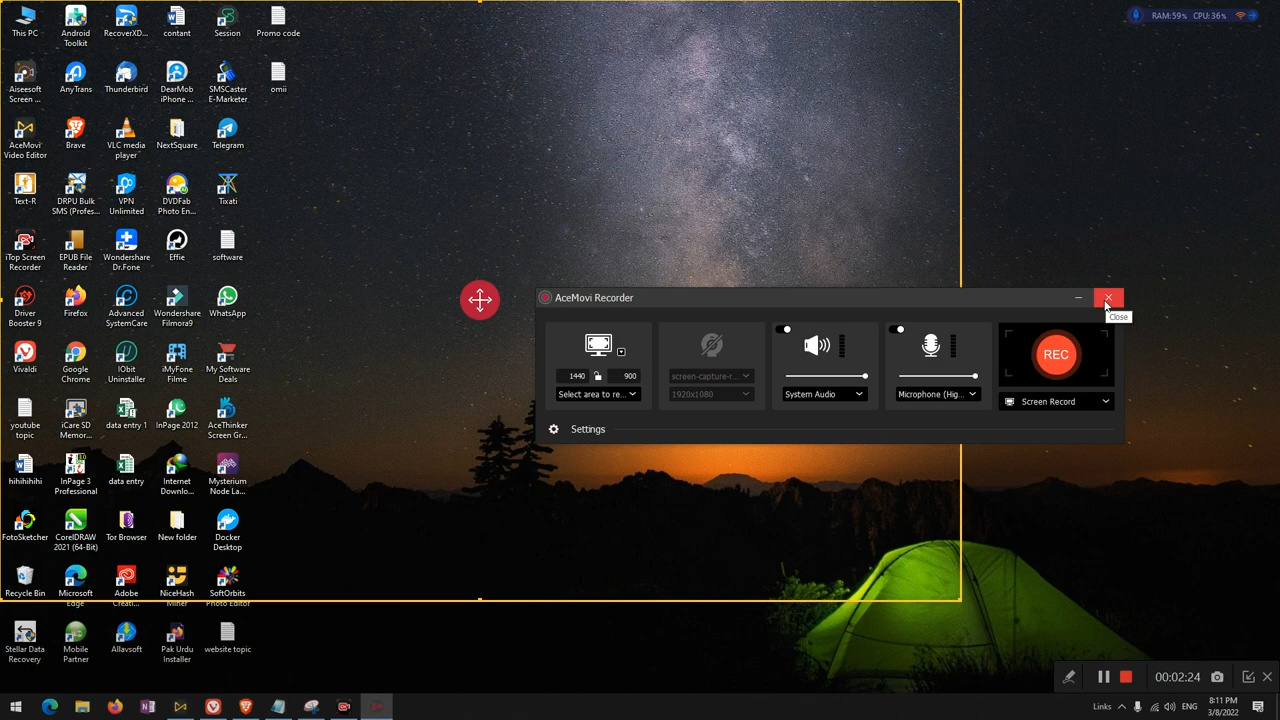 This PC
Android
Toolkit
RecoverXD...
contant
Session
Promo code
Aiseesoft
Screen ...
AnyTrans
Thunderbird
DearMob
iPhone ...
SMSCaster
E-Marketer
omii
AceMovi
Video Editor
Brave
VLC media
player
NextSquare
Telegram
Text-R
DRPU Bulk
SMS (Profes...
VPN
Unlimited
DVDFab
Photo En...
Tixati
iTop Screen
Recorder
EPUB File
Reader
Wondershare
Dr.Fone
Effie
software
Driver
Booster 9
Firefox
Advanced
SystemCare
Wondershare
Filmora9
WhatsApp
Vivaldi
Google
Chrome
IObit
Uninstaller
iMyFone
Filme
My Software
Deals
youtube
topic
iCare SD
Memor...
data entry 1
InPage 2012
AceThinker
Screen Gr...
hihihihihi
InPage 3
Professional
data entry
Internet
Downlo...
Mysterium
Node La...
FotoSketcher
CorelDRAW
2021 (64-Bit)
Tor Browser
New folder
Docker
Desktop
Recycle Bin
Microsoft
Edge
Adobe
Creati...
NiceHash
Miner
SoftOrbits
Photo Editor
Stellar Data
Recovery
Mobile
Partner
Allavsoft
Pak Urdu
Installer
website topic
RAM:59% CPU:36%
AceMovi Recorder
Close
1440 900
Select area to re...
screen-capture-r...
1920x1080
System Audio
Microphone (Hig...
REC
Screen Record
Settings
00:02:24
Links
ENG
8:11 PM
3/8/2022